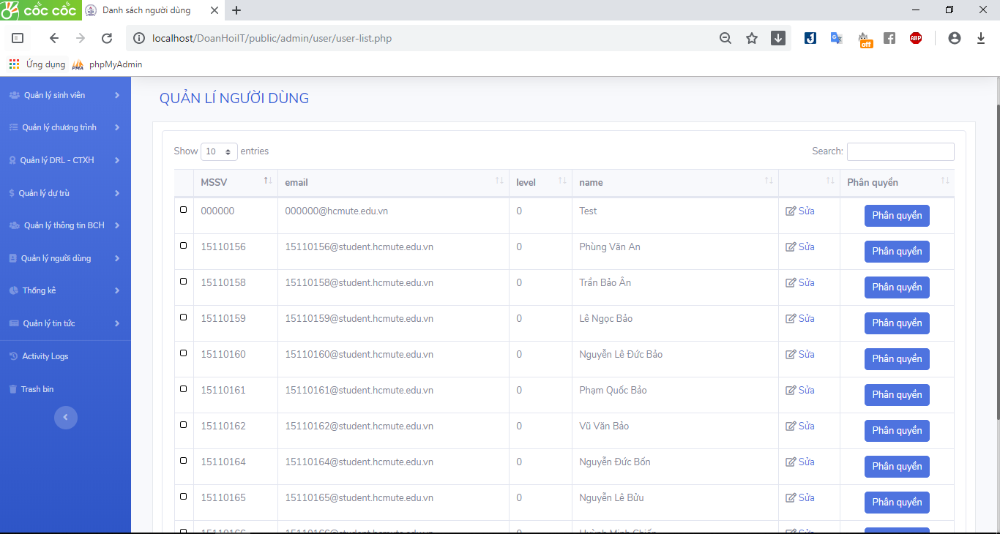 cốc cốc Danh sách người dùng
localhost/DoanHoiIT/public/admin/user/user-list.php
off
ABP
Ứng dụng phpMyAdmin
Quản lý sinh viên
Quản lý chương trình
Quản lý DRL - CTXH
Quản lý dự trù
Quản lý thông tin BCH
Quản lý người dùng
Thống kê
Quản lý tin tức
Activity Logs
Trash bin
QUẢN LÍ NGƯỜI DÙNG
Show 10 entries Search:
MSSV email level name Phân quyền
000000 000000@hcmute.edu.vn 0 Test Sửa Phân quyền
15110156 15110156@student.hcmute.edu.vn 0 Phùng Văn An Sửa Phân quyền
15110158 15110158@student.hcmute.edu.vn 0 Trần Bảo Ân Sửa Phân quyền
15110159 15110159@student.hcmute.edu.vn 0 Lê Ngọc Bảo Sửa Phân quyền
15110160 15110160@student.hcmute.edu.vn 0 Nguyễn Lê Đức Bảo Sửa Phân quyền
15110161 15110161@student.hcmute.edu.vn 0 Phạm Quốc Bảo Sửa Phân quyền
15110162 15110162@student.hcmute.edu.vn 0 Vũ Văn Bảo Sửa Phân quyền
15110164 15110164@student.hcmute.edu.vn 0 Nguyễn Đức Bốn Sửa Phân quyền
15110165 15110165@student.hcmute.edu.vn 0 Nguyễn Lê Bửu Sửa Phân quyền